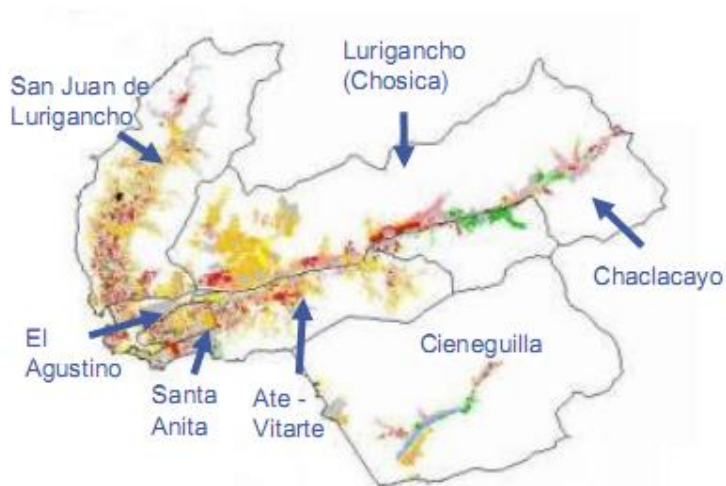 Lurigancho
(Chosica)
San Juan de
Lurigancho
Chaclacayo
El
Agustino
Cieneguilla
Santa
Anita
Ate -
Vitarte